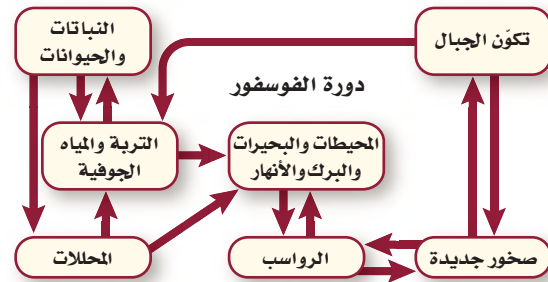 تكوّن الجبال
النباتات
والحيوانات
دورة الفوسفور
المحيطات والبحيرات
والبرك والأنهار
التربة والمياه
الجوفية
صخور جديدة
الرواسب
المحللات